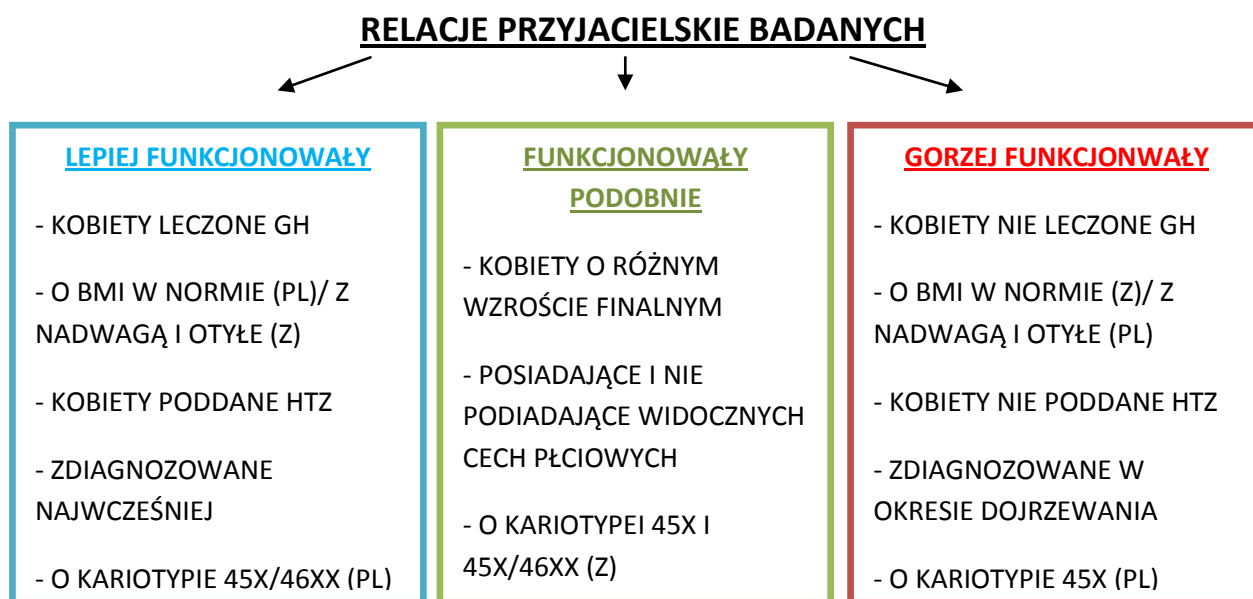 RELACJE PRZYJACIELSKIE BADANYCH
LEPIEJ FUNKCJONOWAŁY
- KOBIETY LECZONE GH
- O BMI W NORMIE (PL)/ Z
NADWAGĄ I OTYŁE (Z)
- KOBIETY PODDANE HTZ
- ZDIAGNOZOWANE
NAJWCZEŚNIEJ
- O KARIOTYPIE 45X/46XX (PL)
FUNKCJONOWĄŁY
PODOBNIE
- KOBIETY O RÓŻNYM
WZROŚCIE FINALNYM
- POSIADAJĄCE I NIE
PODIADAJĄCE WIDOCZNYCH
CECH PŁCIOWYCH
- O KARIOTYPEI 45X I
45X/46XX (Z)
GORZEJ FUNKCJONWAŁY
- KOBIETY NIE LECZONE GH
- O BMI W NORMIE (Z)/ Z
NADWAGĄ I OTYŁE (PL)
- KOBIETY NIE PODDANE HTZ
- ZDIAGNOZOWANE W
OKRESIE DOJRZEWANIA
- O KARIOTYPIE 45X (PL)